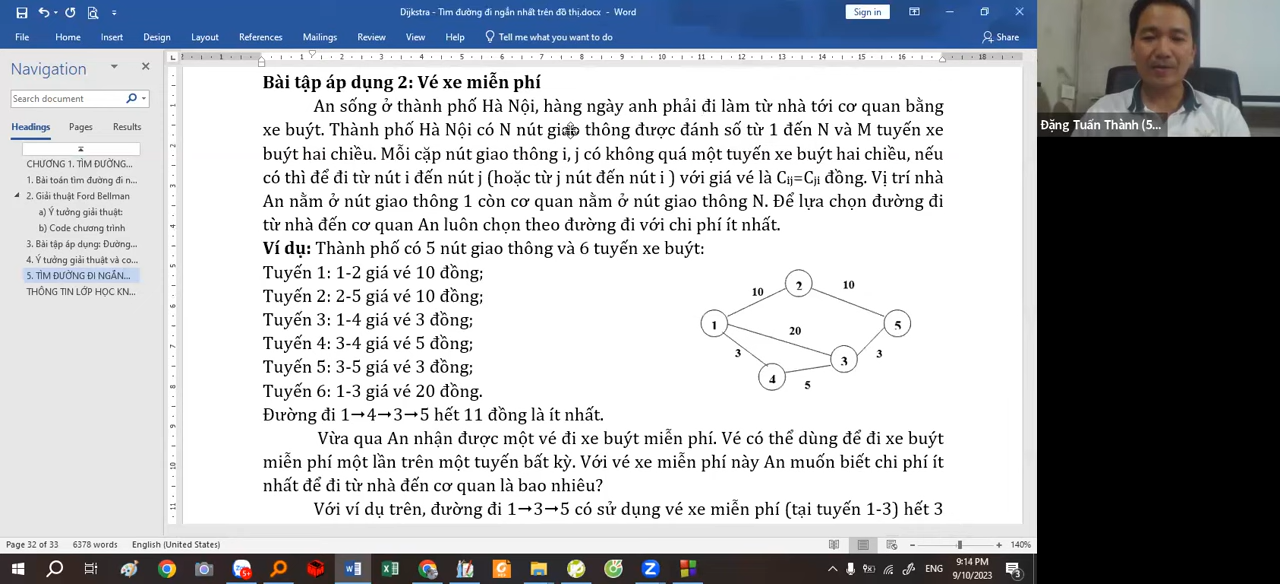 Dijkstra - Tìm đường đi ngắn nhất trên đồ thị.docx - Word
Sign in
File Home Insert Design Layout References Mailings Review View Help Tell me what you want to do Share
Navigation
Search document
Headings Pages Results
CHƯƠNG 1. TÌM ĐƯỜNG...
1. Bài toán tìm đường đi n...
2. Giải thuật Ford Bellman
a) Ý tưởng giải thuật:
b) Code chương trình
3. Bài tập áp dụng: Đường...
4. Ý tưởng giải thuật và co...
5. TÌM ĐƯỜNG ĐI NGẮN...
THÔNG TIN LỚP HỌC KN...
Bài tập áp dụng 2: Vé xe miễn phí
An sống ở thành phố Hà Nội, hàng ngày anh phải đi làm từ nhà tới cơ quan bằng
xe buýt. Thành phố Hà Nội có N nút giao thông được đánh số từ 1 đến N và M tuyến xe
buýt hai chiều. Mỗi cặp nút giao thông i, j có không quá một tuyến xe buýt hai chiều, nếu
có thì để đi từ nút i đến nút j (hoặc từ j nút đến nút i ) với giá vé là Cij=Cji đồng. Vị trí nhà
An nằm ở nút giao thông 1 còn cơ quan nằm ở nút giao thông N. Để lựa chọn đường đi
từ nhà đến cơ quan An luôn chọn theo đường đi với chi phí ít nhất.
Ví dụ: Thành phố có 5 nút giao thông và 6 tuyến xe buýt:
Tuyến 1: 1-2 giá vé 10 đồng;
Tuyến 2: 2-5 giá vé 10 đồng;
Tuyến 3: 1-4 giá vé 3 đồng;
Tuyến 4: 3-4 giá vé 5 đồng;
Tuyến 5: 3-5 giá vé 3 đồng;
Tuyến 6: 1-3 giá vé 20 đồng.
2
10
10
1
5
20
3
3
3
4
5
Đường đi 1→4→3→5 hết 11 đồng là ít nhất.
Vừa qua An nhận được một vé đi xe buýt miễn phí. Vé có thể dùng để đi xe buýt
miễn phí một lần trên một tuyến bất kỳ. Với vé xe miễn phí này An muốn biết chi phí ít
nhất để đi từ nhà đến cơ quan là bao nhiêu?
Với ví dụ trên, đường đi 1→3→5 có sử dụng vé xe miễn phí (tại tuyến 1-3) hết 3
Đặng Tuấn Thành (5...
Page 32 of 33 6378 words English (United States) 140%
ENG
9:14 PM
9/10/2023